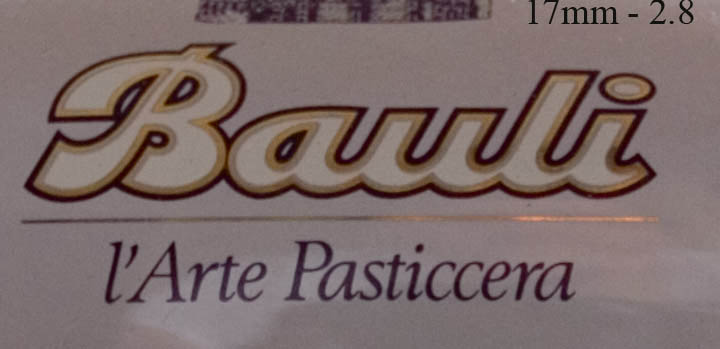 17mm - 2.8
Bauli
l'Arte Pasticcera